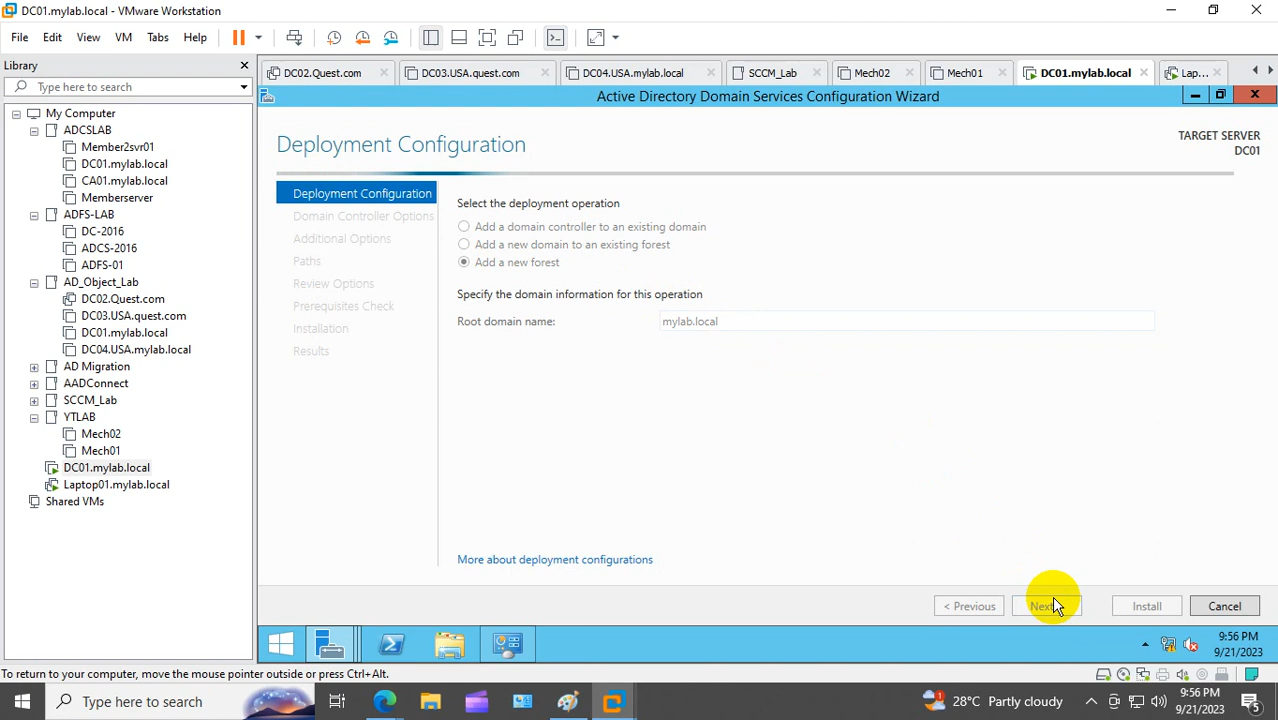 DC01.mylab.local - VMware Workstation
File Edit View VM Tabs Help
Library
Type here to search
My Computer
ADCSLAB
Member2svr01
DC01.mylab.local
CA01.mylab.local
Memberserver
ADFS-LAB
DC-2016
ADCS-2016
ADFS-01
AD_Object_Lab
DC02.Quest.com
DC03.USA.quest.com
DC01.mylab.local
DC04.USA.mylab.local
AD Migration
AADConnect
SCCM_Lab
YTLAB
Mech02
Mech01
DC01.mylab.local
Laptop01.mylab.local
Shared VMs
DC02.Quest.com DC03.USA.quest.com DC04.USA.mylab.local SCCM_Lab Mech02 Mech01 DC01.mylab.local Lap...
Active Directory Domain Services Configuration Wizard
Deployment Configuration
TARGET SERVER
DC01
Deployment Configuration
Domain Controller Options
Additional Options
Paths
Review Options
Prerequisites Check
Installation
Results
Select the deployment operation
Add a domain controller to an existing domain
Add a new domain to an existing forest
Add a new forest
Specify the domain information for this operation
Root domain name: mylab.local
More about deployment configurations
< Previous Next Install Cancel
9:56 PM
9/21/2023
To return to your computer, move the mouse pointer outside or press Ctrl+Alt.
Type here to search
28°C Partly cloudy
9:56 PM
9/21/2023
5